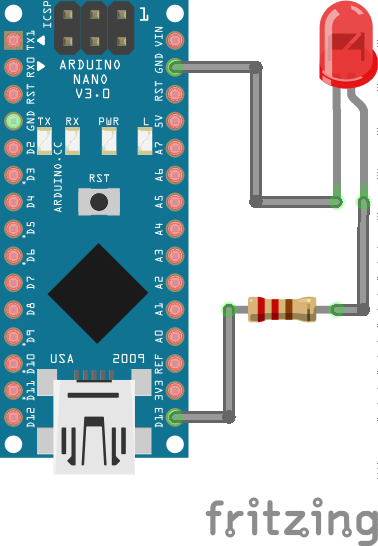 ICSP
1
TX1
RX0
RST
GND
D2
D3
D4
D5
D6
D7
D8
D9
D10
D11
D12
ARDUINO
NANO
V3.0
TX RX PWR L
ARDUINO.CC
RST
USA 2009
VIN
GND
RST
5V
A7
A6
A5
A4
A3
A2
A1
A0
REF
3V3
D13
fritzing